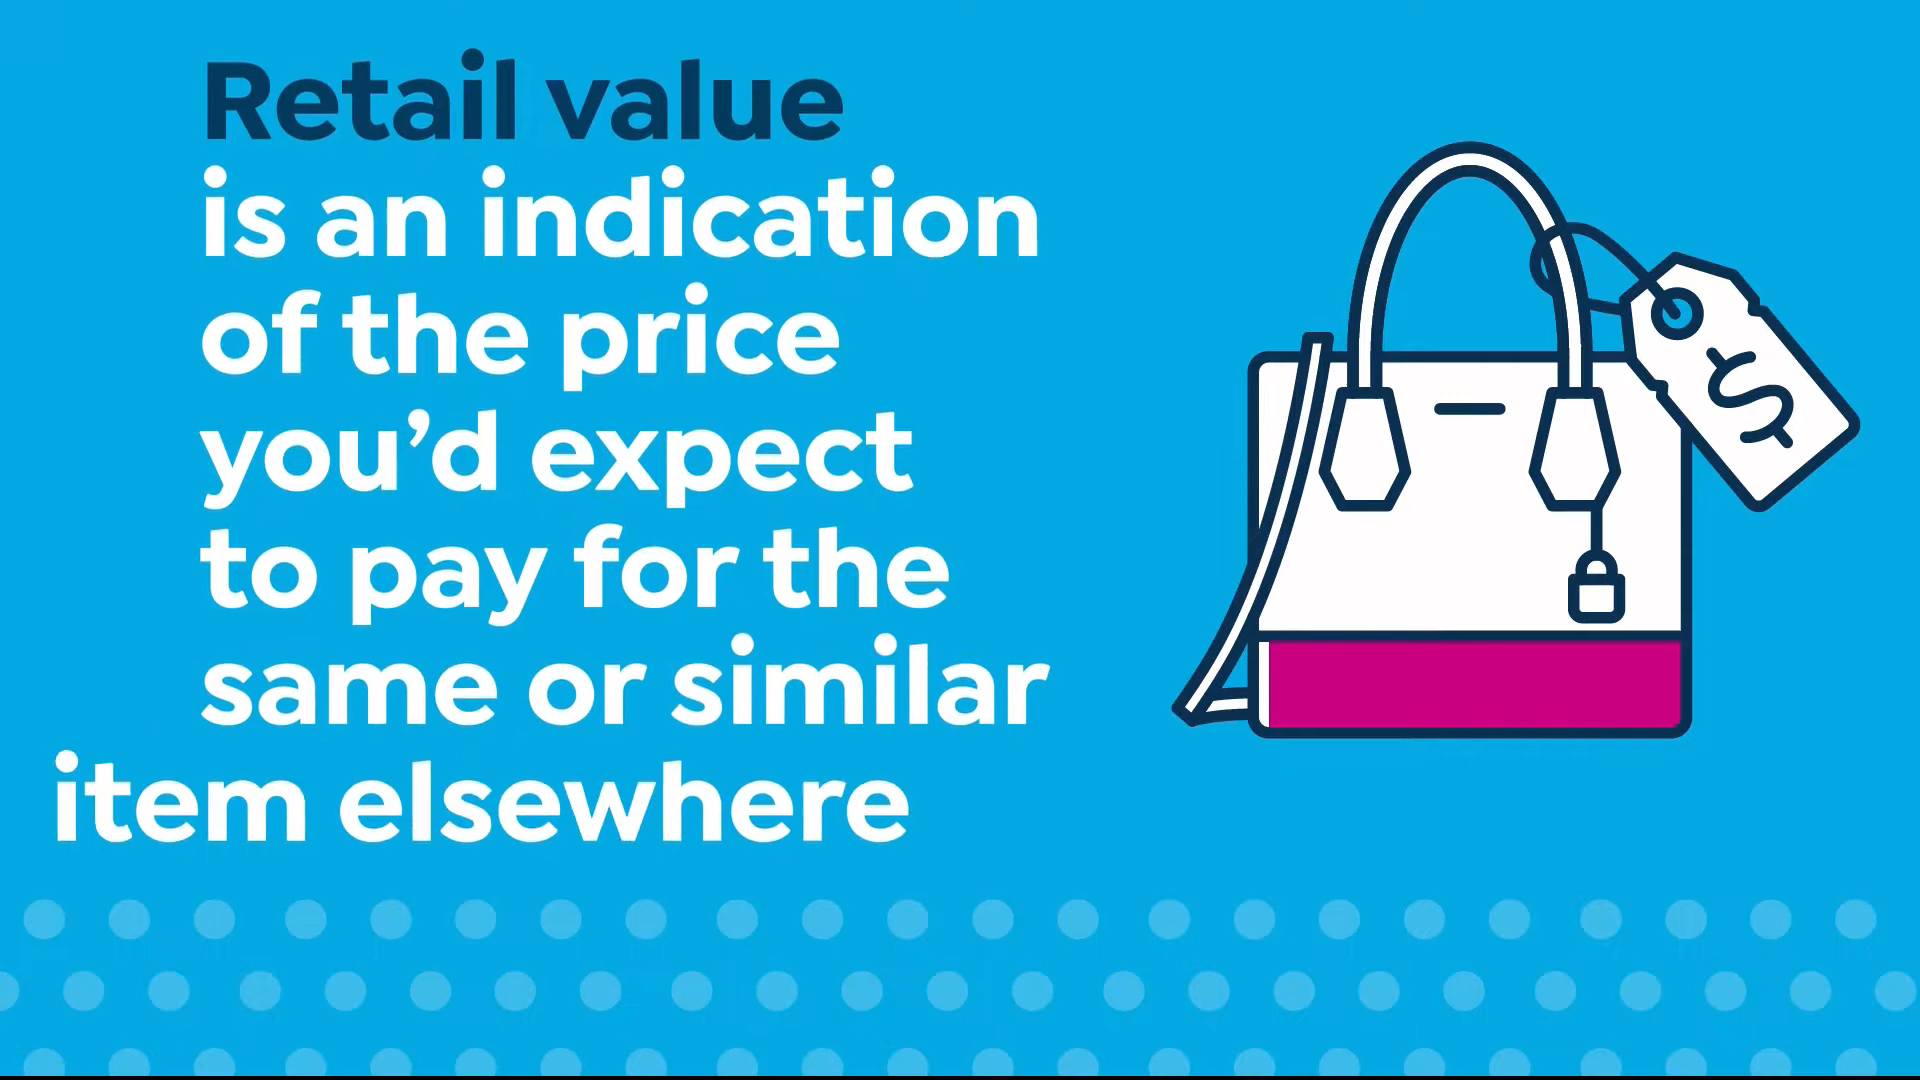 Retail value
is an indication
of the price
you’d expect
to pay for the
same or similar
item elsewhere
$